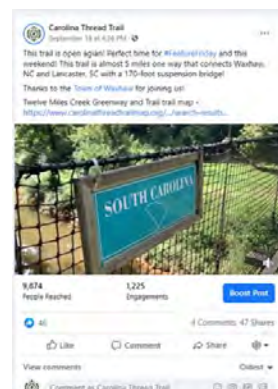 Carolina Thread Trail
September 18 at 4:26 PM
This trail is open again! Perfect time for #FeatureFriday and this
weekend! This trail is almost 5 miles one way that connects Waxhaw,
NC and Lancaster, SC with a 170-foot suspension bridge!
Thanks to the Town of Waxhaw for joining us!
Twelve Miles Creek Greenway and Trail trail map -
https://www.carolinathreadtrailmap.org/.../search-results...
SOUTH CAROLINA
9,874
People Reached
1,225
Engagements
Boost Post
46
4 Comments 47 Shares
Like Comment Share
View comments Oldest
Comment as Carolina Thread Trail